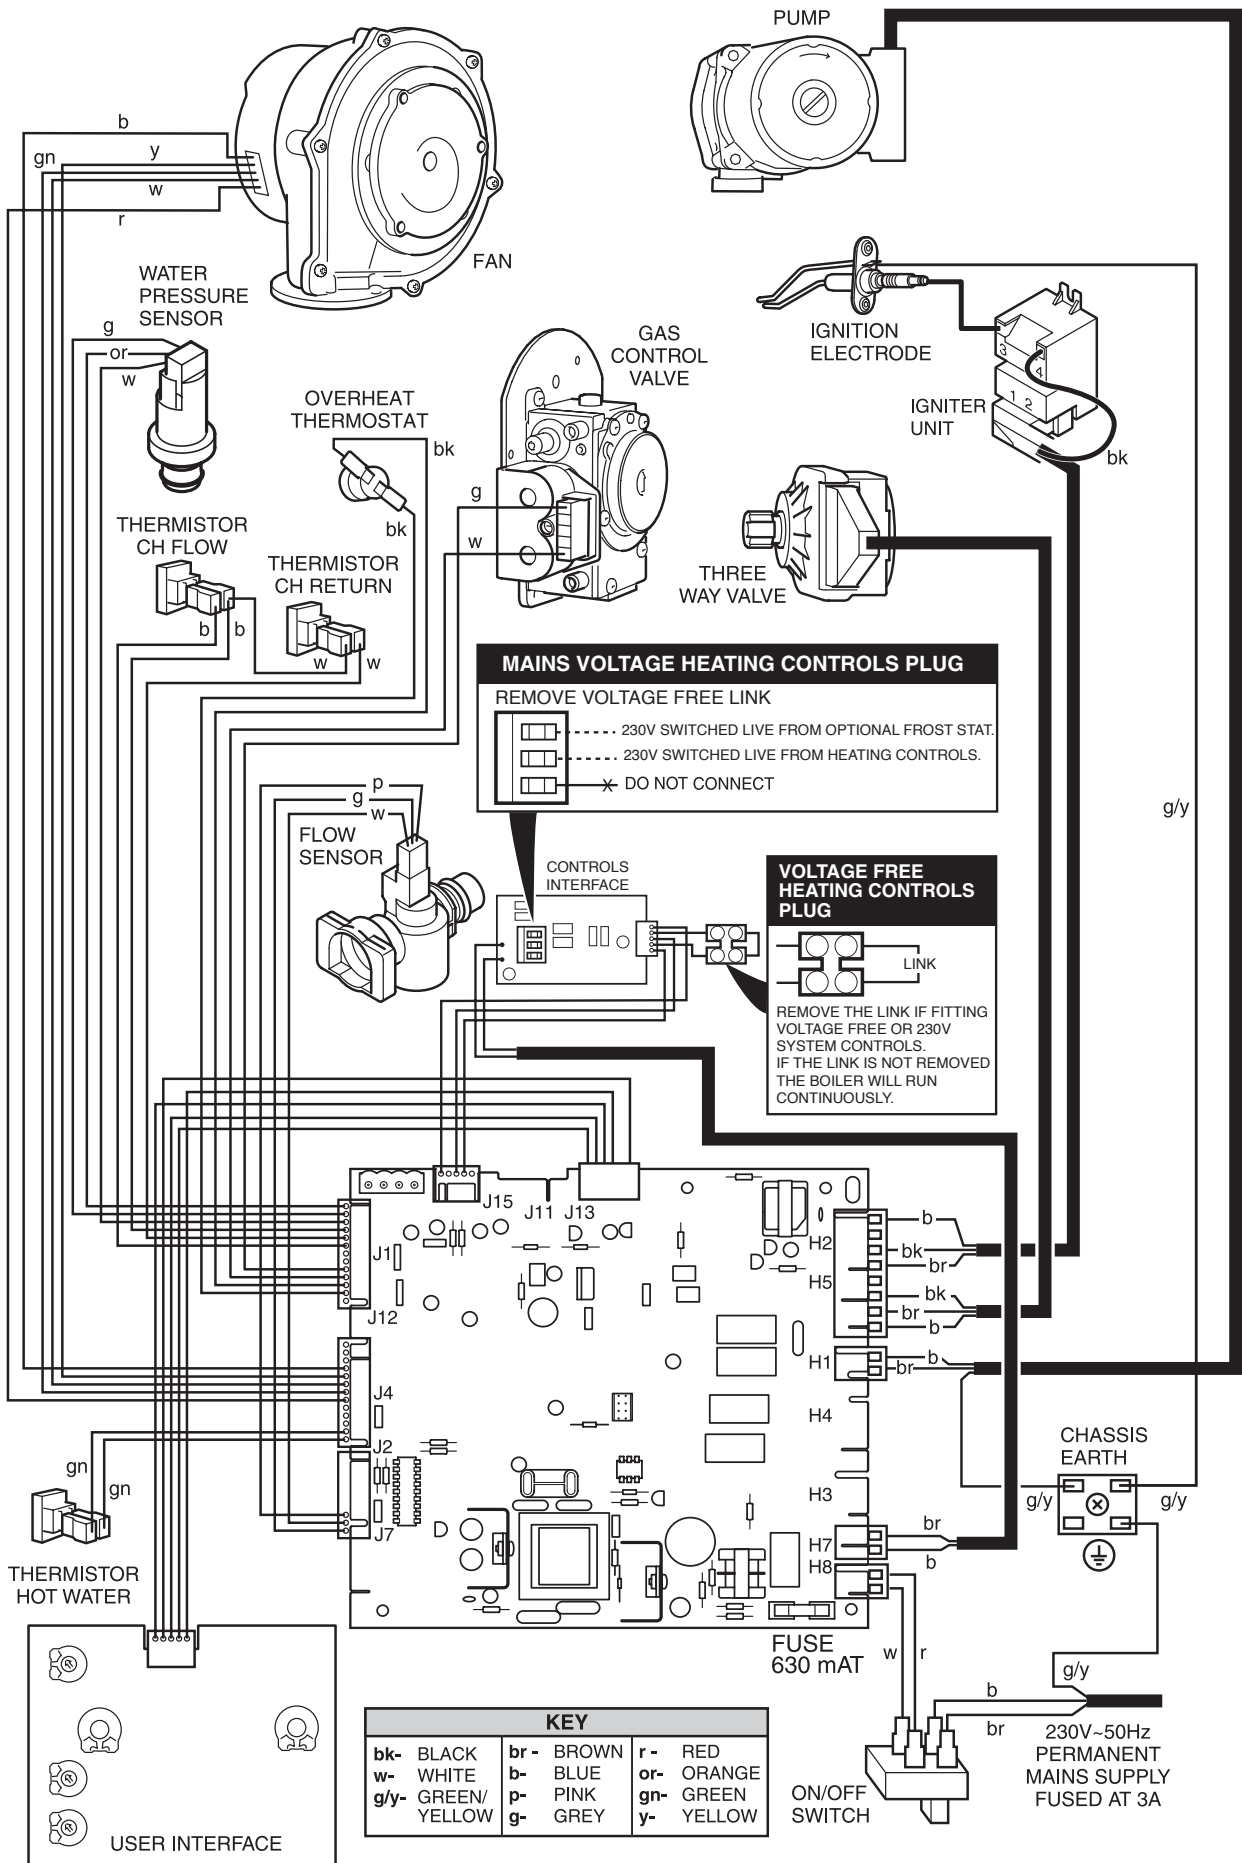 PUMP
b
gn
y
w
r
FAN
WATER
PRESSURE
SENSOR
g
or
w
GAS
CONTROL
VALVE
IGNITION
ELECTRODE
3
4
1 2
IGNITER
UNIT
bk
OVERHEAT
THERMOSTAT
bk
bk
g
w
THERMISTOR
CH FLOW
THERMISTOR
CH RETURN
b
b
w
w
THREE
WAY VALVE
MAINS VOLTAGE HEATING CONTROLS PLUG
REMOVE VOLTAGE FREE LINK
230V SWITCHED LIVE FROM OPTIONAL FROST STAT.
230V SWITCHED LIVE FROM HEATING CONTROLS.
X DO NOT CONNECT
g/y
p
g
w
FLOW
SENSOR
CONTROLS
INTERFACE
VOLTAGE FREE
HEATING CONTROLS
PLUG
LINK
REMOVE THE LINK IF FITTING
VOLTAGE FREE OR 230V
SYSTEM CONTROLS.
IF THE LINK IS NOT REMOVED
THE BOILER WILL RUN
CONTINUOUSLY.
J15
J11
J13
J1
J12
J4
J2
J7
H2
H5
H1
H4
H3
H7
H8
b
bk
br
bk
br
b
b
br
br
b
CHASSIS
EARTH
g/y
g/y
gn
gn
THERMISTOR
HOT WATER
FUSE
630 mAT
w
r
g/y
b
br
230V~50Hz
PERMANENT
MAINS SUPPLY
FUSED AT 3A
ON/OFF
SWITCH
USER INTERFACE
KEY
bk- BLACK
w- WHITE
g/y- GREEN/
YELLOW
br - BROWN
b- BLUE
p- PINK
g- GREY
r - RED
or- ORANGE
gn- GREEN
y- YELLOW